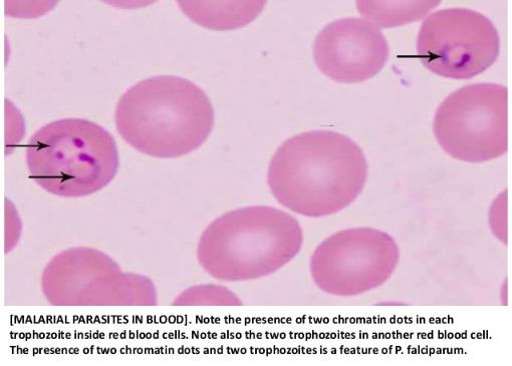 [MALARIAL PARASITES IN BLOOD]. Note the presence of two chromatin dots in each
trophozoite inside red blood cells. Note also the two trophozoites in another red blood cell.
The presence of two chromatin dots and two trophozoites is a feature of P. falciparum.